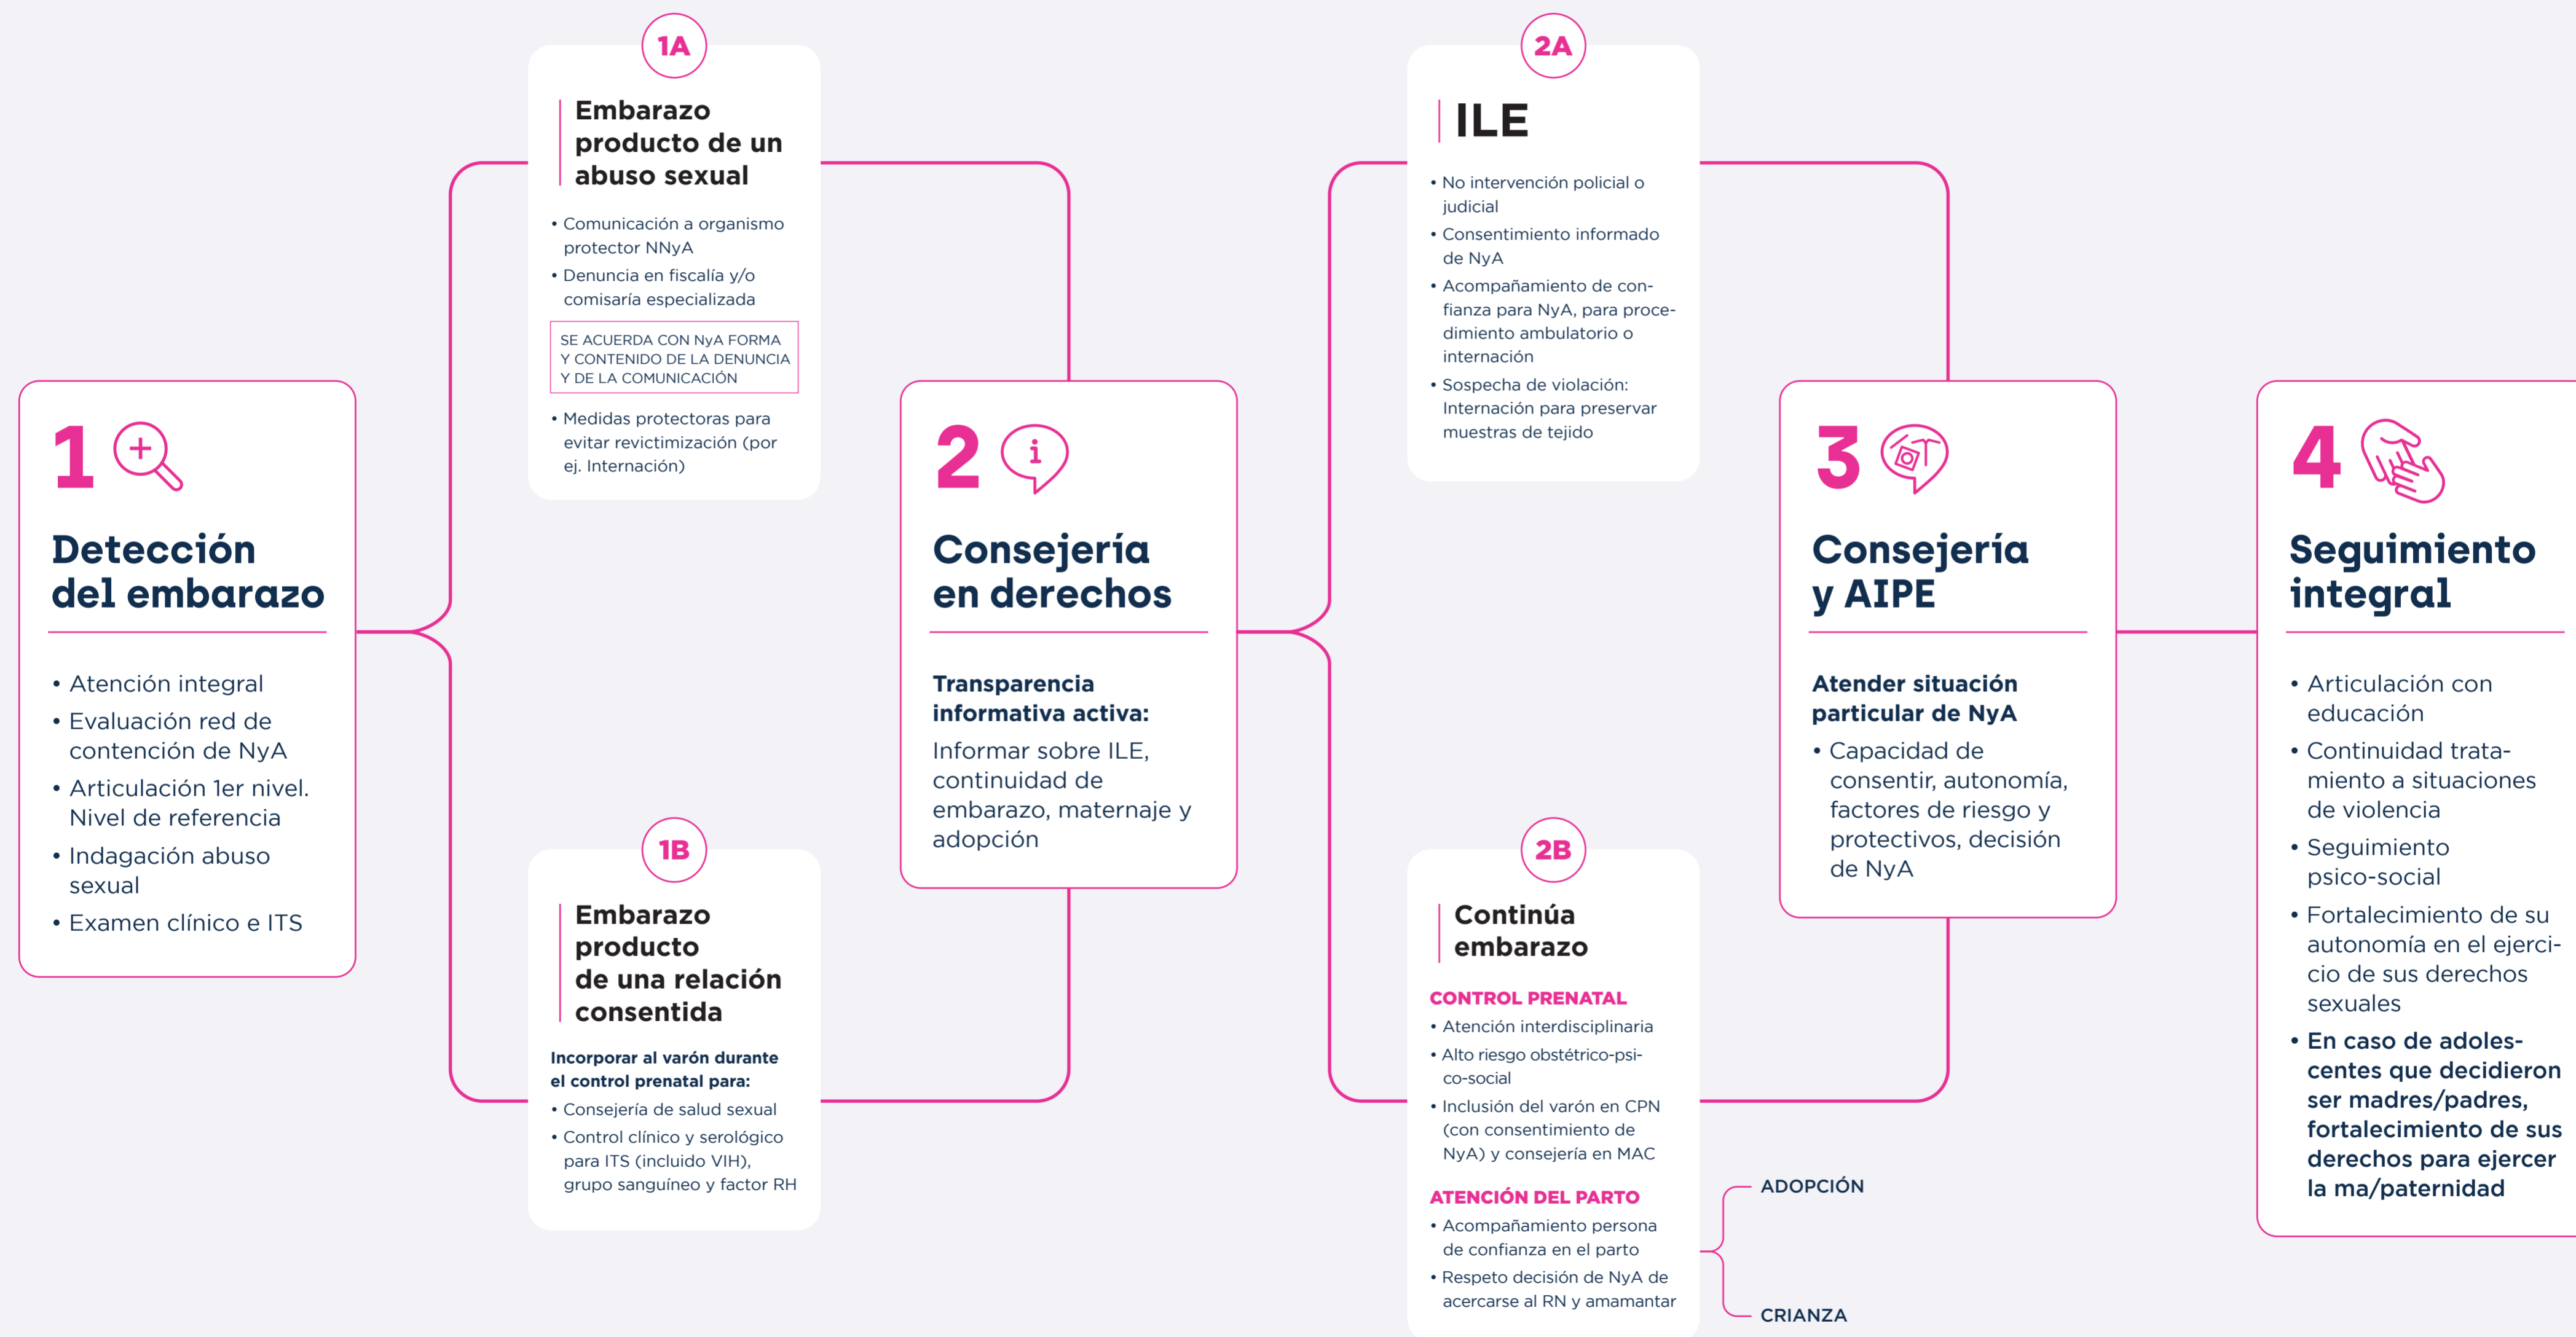 1
Detección
del embarazo
• Atención integral
• Evaluación red de
contención de NyA
• Articulación 1er nivel.
Nivel de referencia
• Indagación abuso
sexual
• Examen clínico e ITS
1A
Embarazo
producto de un
abuso sexual
• Comunicación a organismo
protector NNyA
• Denuncia en fiscalía y/o
comisaría especializada
SE ACUERDA CON NyA FORMA
Y CONTENIDO DE LA DENUNCIA
Y DE LA COMUNICACIÓN
• Medidas protectoras para
evitar revictimización (por
ej. Internación)
1B
Embarazo
producto
de una relación
consentida
Incorporar al varón durante
el control prenatal para:
• Consejería de salud sexual
• Control clínico y serológico
para ITS (incluido VIH),
grupo sanguíneo y factor RH
2
i
Consejería
en derechos
Transparencia
informativa activa:
Informar sobre ILE,
continuidad de
embarazo, maternaje y
adopción
2A
ILE
• No intervención policial o
judicial
• Consentimiento informado
de NyA
• Acompañamiento de con-
fianza para NyA, para proce-
dimiento ambulatorio o
internación
• Sospecha de violación:
Internación para preservar
muestras de tejido
2B
Continúa
embarazo
CONTROL PRENATAL
• Atención interdisciplinaria
• Alto riesgo obstétrico-psi-
co-social
• Inclusión del varón en CPN
(con consentimiento de
NyA) y consejería en MAC
ATENCIÓN DEL PARTO
• Acompañamiento persona
de confianza en el parto
• Respeto decisión de NyA de
acercarse al RN y amamantar
ADOPCIÓN
CRIANZA
3
Consejería
y AIPE
Atender situación
particular de NyA
• Capacidad de
consentir, autonomía,
factores de riesgo y
protectivos, decisión
de NyA
4
Seguimiento
integral
• Articulación con
educación
• Continuidad trata-
miento a situaciones
de violencia
• Seguimiento
psico-social
• Fortalecimiento de su
autonomía en el ejerci-
cio de sus derechos
sexuales
• En caso de adoles-
centes que decidieron
ser madres/padres,
fortalecimiento de sus
derechos para ejercer
la ma/paternidad